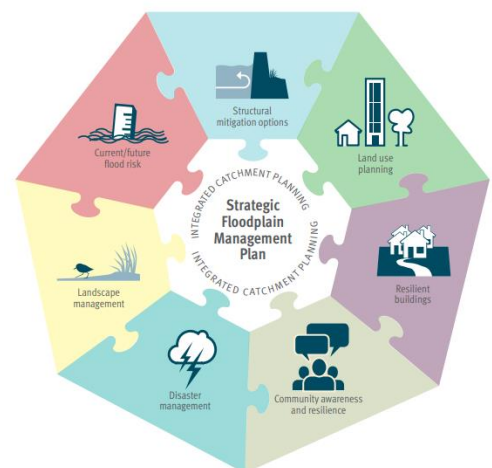 Structural
mitigation options
Land use
planning
Resilient
buildings
Community awareness
and resilience
Disaster
management
Landscape
management
Current/future
flood risk
INTEGRATED CATCHMENT PLANNING
Strategic
Floodplain
Management
Plan
INTEGRATED CATCHMENT PLANNING